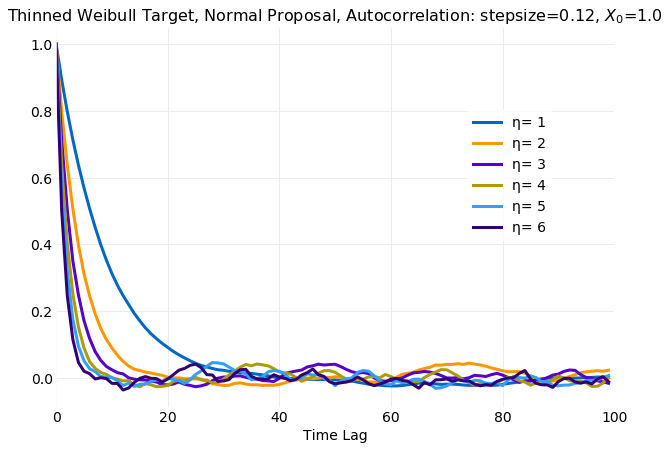 Thinned Weibull Target, Normal Proposal, Autocorrelation: stepsize=0.12, X₀=1.0
1.0
0.8
0.6
0.4
0.2
0.0
η= 1
η= 2
η= 3
η= 4
η= 5
η= 6
0 20 40 60 80 100
Time Lag